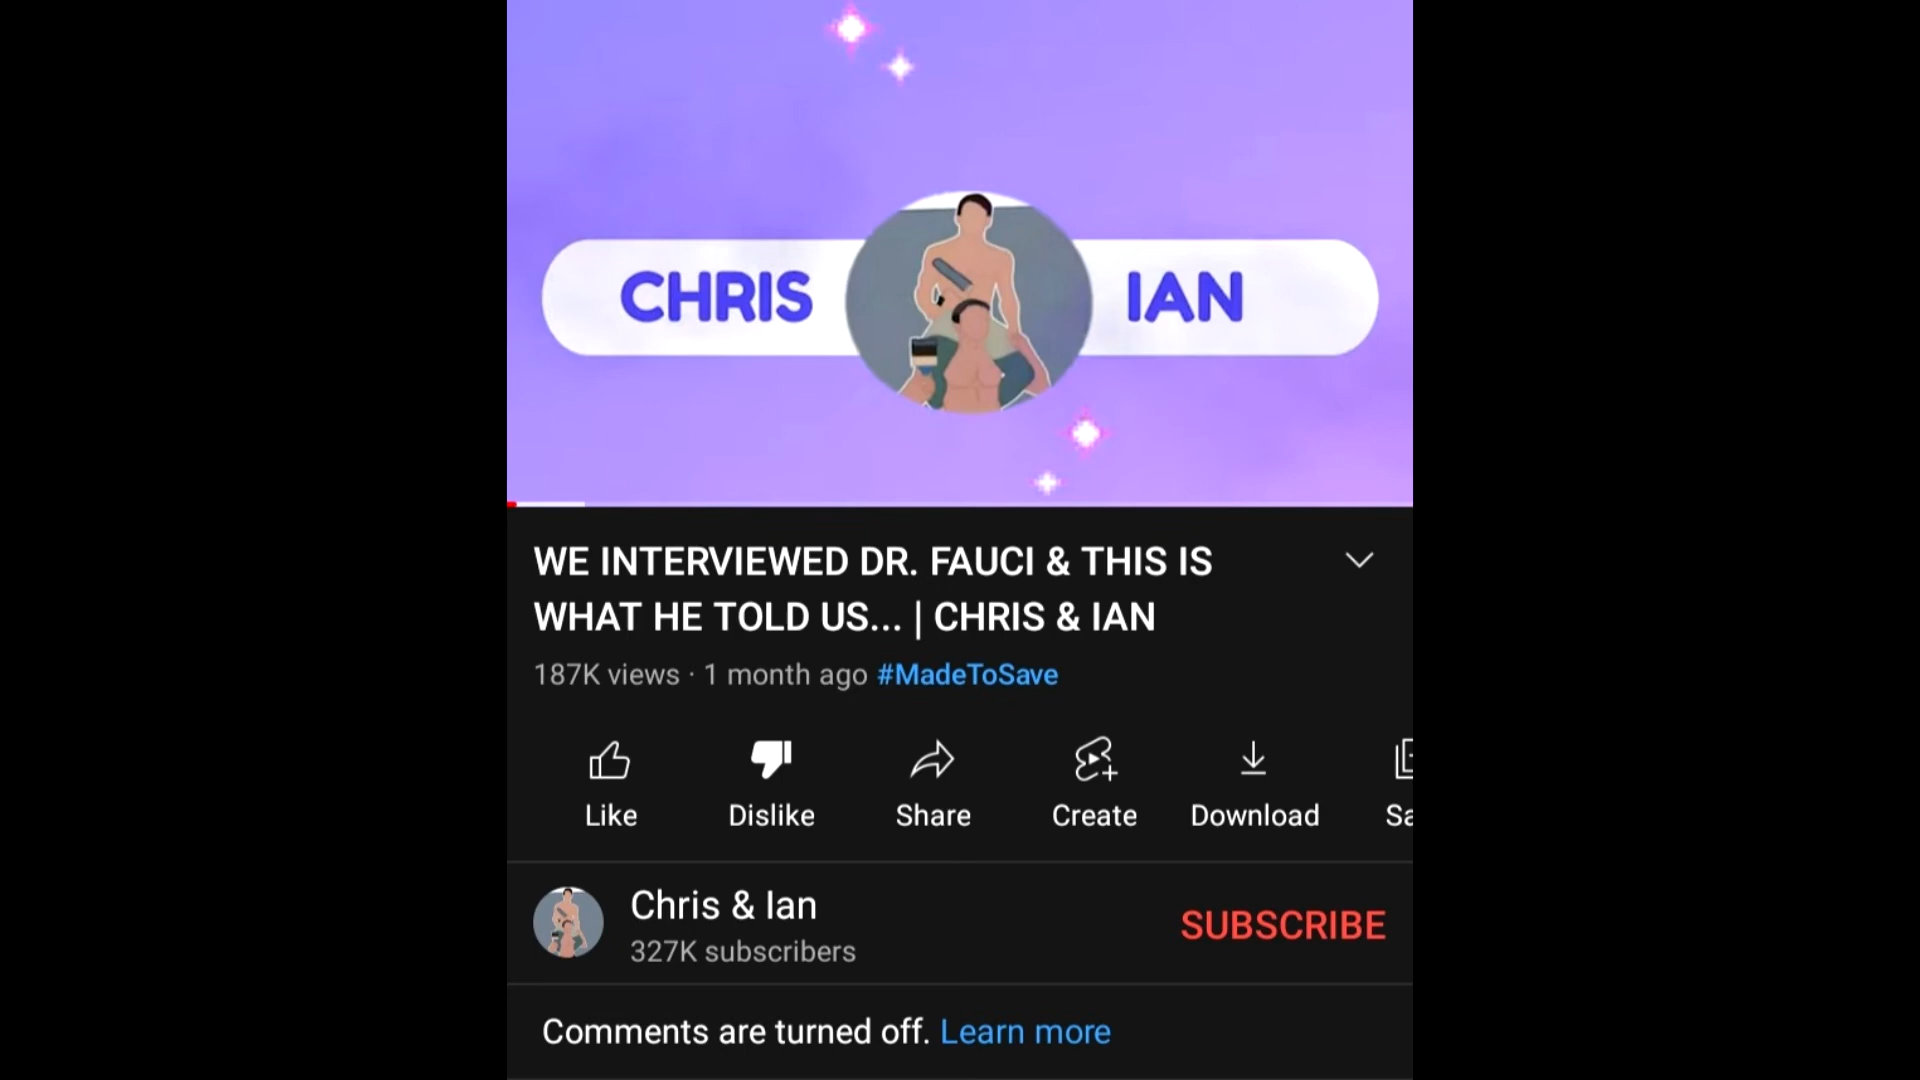 CHRIS IAN
WE INTERVIEWED DR. FAUCI & THIS IS
WHAT HE TOLD US... | CHRIS & IAN
187K views · 1 month ago #MadeToSave
Like Dislike Share Create Download Sa
Chris & Ian
SUBSCRIBE
327K subscribers
Comments are turned off. Learn more